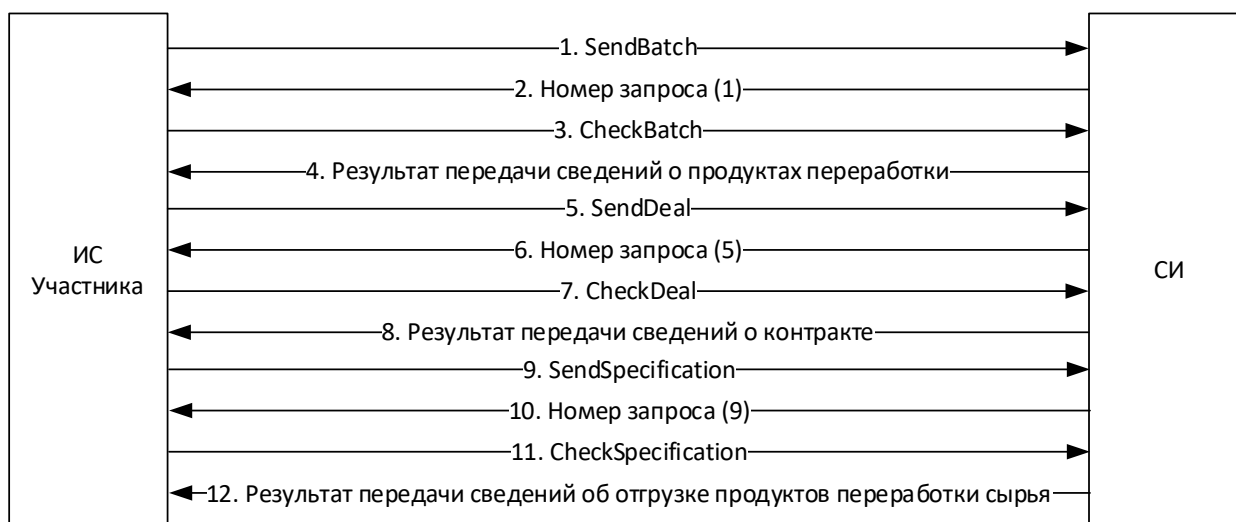 1. SendBatch
2. Номер запроса (1)
3. CheckBatch
4. Результат передачи сведений о продуктах переработки
5. SendDeal
ИС
Участника
6. Номер запроса (5)
СИ
7. CheckDeal
8. Результат передачи сведений о контракте
9. SendSpecification
10. Номер запроса (9)
11. CheckSpecification
12. Результат передачи сведений об отгрузке продуктов переработки сырья